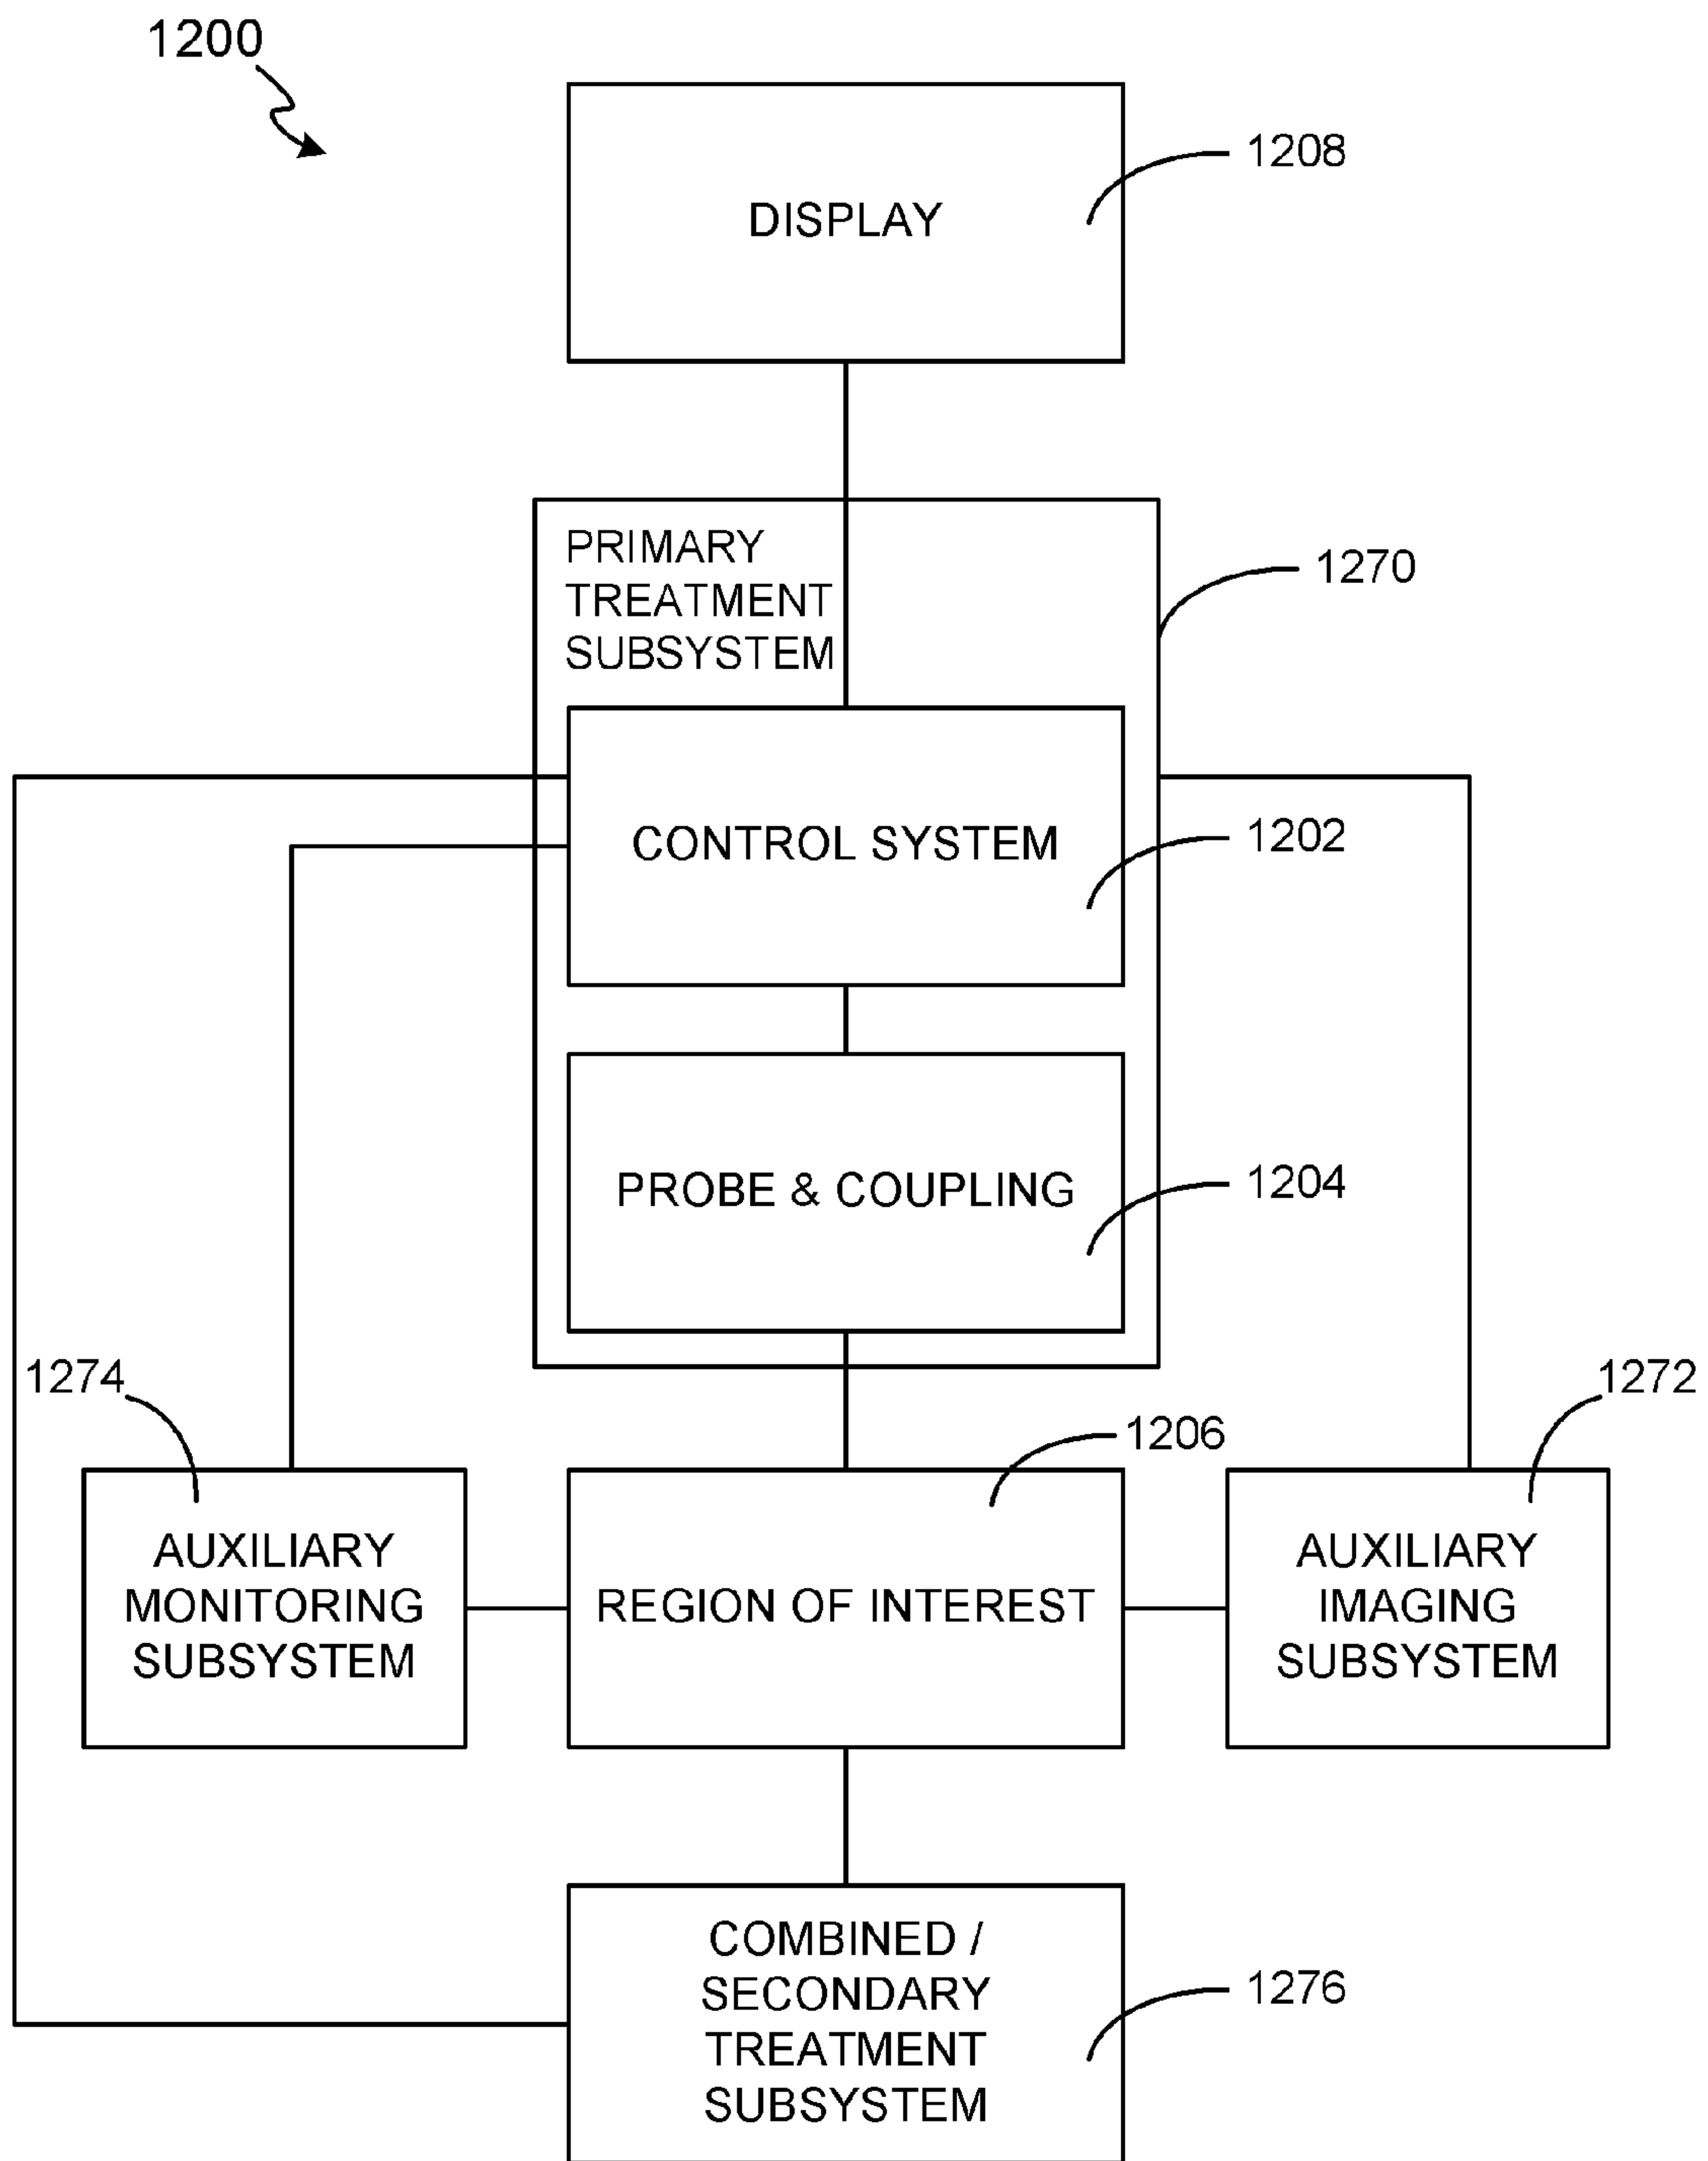 1200
DISPLAY
1208
PRIMARY
TREATMENT
SUBSYSTEM
1270
CONTROL SYSTEM
1202
PROBE & COUPLING
1204
1274
1272
1206
AUXILIARY
MONITORING
SUBSYSTEM
REGION OF INTEREST
AUXILIARY
IMAGING
SUBSYSTEM
COMBINED /
SECONDARY
TREATMENT
SUBSYSTEM
1276